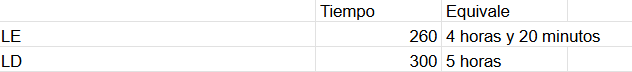 Tiempo Equivale
LE 260 4 horas y 20 minutos
LD 300 5 horas